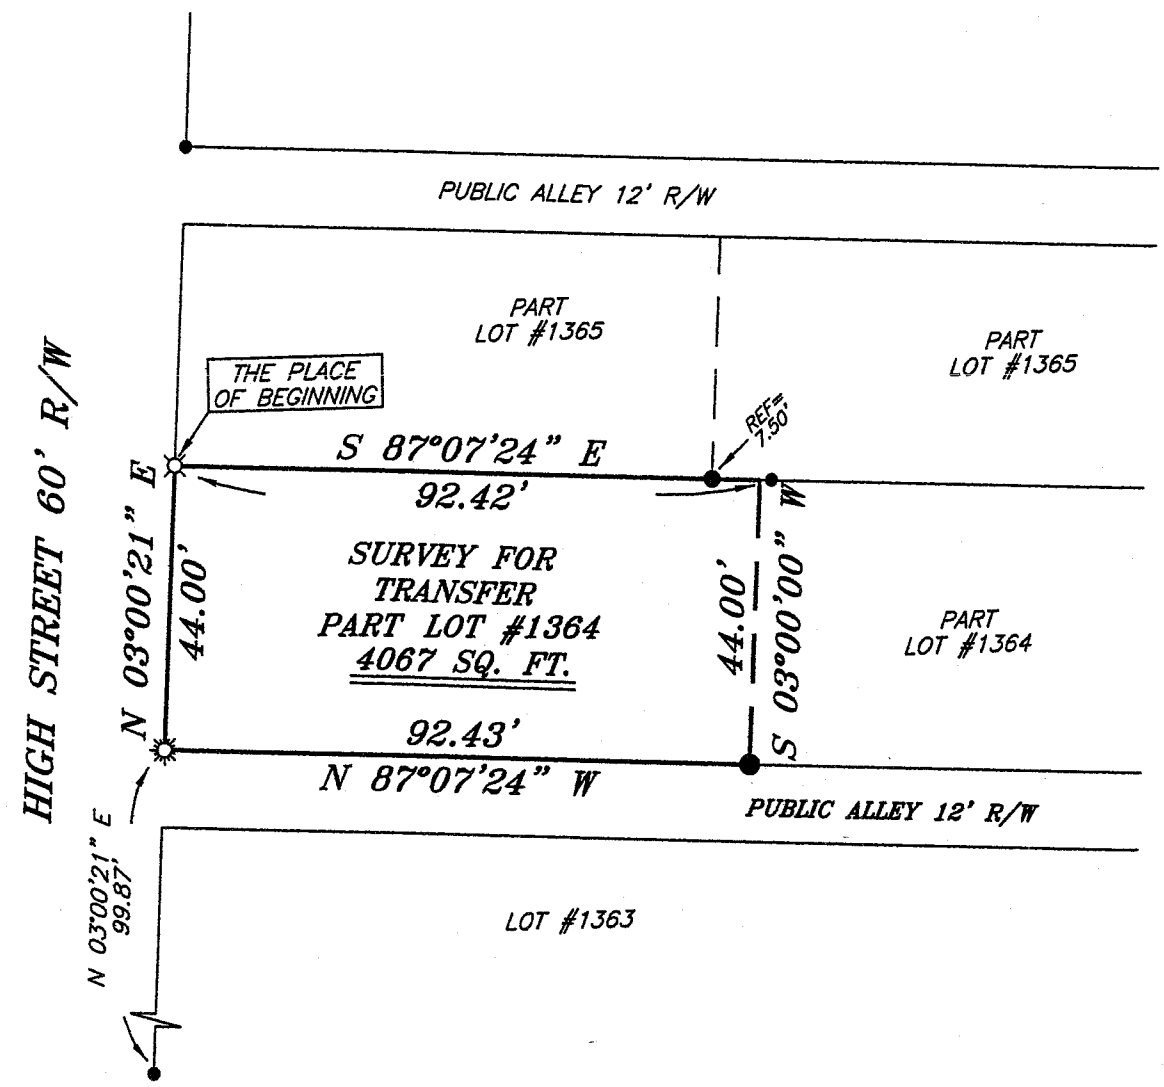 PUBLIC ALLEY 12' R/W
PART
LOT #1365
PART
LOT #1365
THE PLACE
OF BEGINNING
REF=
7.50'
HIGH STREET 60' R/W
S 87°07'24" E
92.42'
N 03°00'21" E
44.00'
SURVEY FOR
TRANSFER
PART LOT #1364
4067 SQ. FT.
44.00'
S 03°00'00" W
PART
LOT #1364
92.43'
N 87°07'24" W
PUBLIC ALLEY 12' R/W
N 03°00'21" E
99.87'
LOT #1363